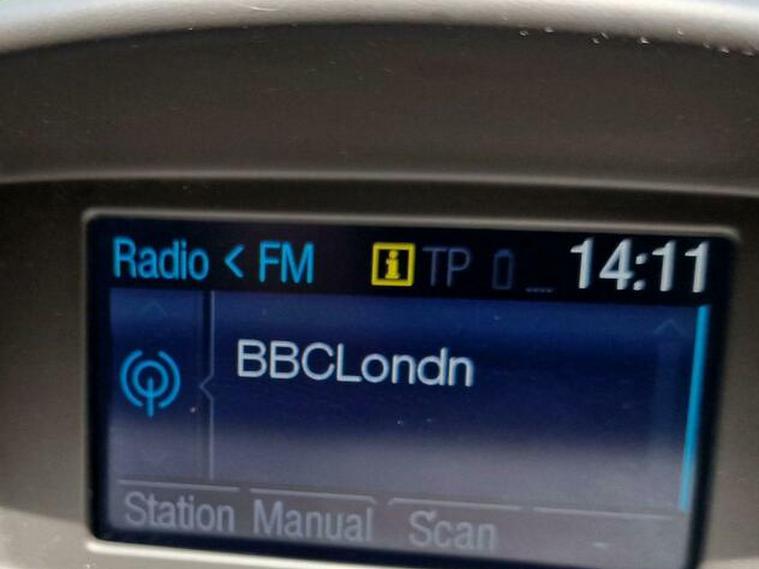 Radio < FM i TP 14:11
BBCLondn
Station Manual Scan